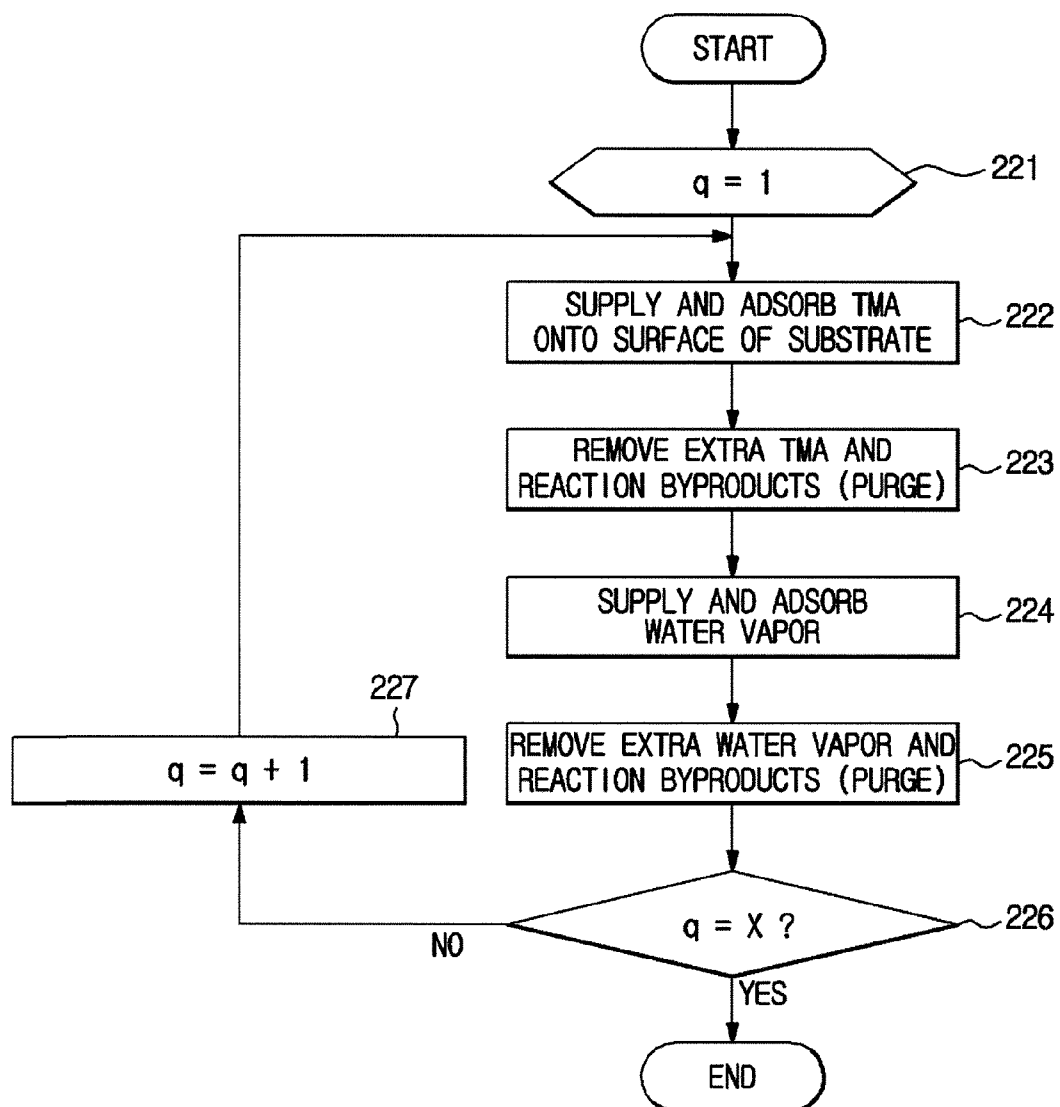 START
q = 1
221
SUPPLY AND ADSORB TMA
ONTO SURFACE OF SUBSTRATE
222
REMOVE EXTRA TMA AND
REACTION BYPRODUCTS (PURGE)
223
SUPPLY AND ADSORB
WATER VAPOR
224
227
q = q + 1
REMOVE EXTRA WATER VAPOR AND
REACTION BYPRODUCTS (PURGE)
225
q = X ?
226
NO
YES
END